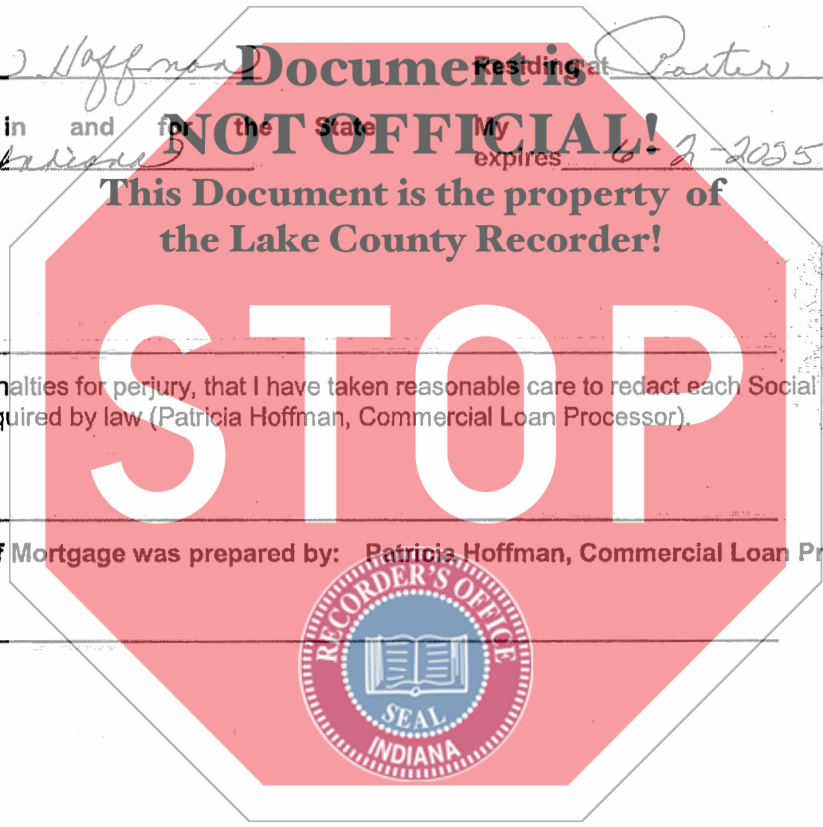 Hoffman Residing at Porter
Document is
in and for the State My
NOT OFFICIAL!
Indiana expires 6-2-2025
This Document is the property of
the Lake County Recorder!
STOP
nalties for perjury, that I have taken reasonable care to redact each Social
quired by law (Patricia Hoffman, Commercial Loan Processor).
f Mortgage was prepared by: Patricia Hoffman, Commercial Loan Pr
RECORDER'S OFFICE
SEAL
INDIANA